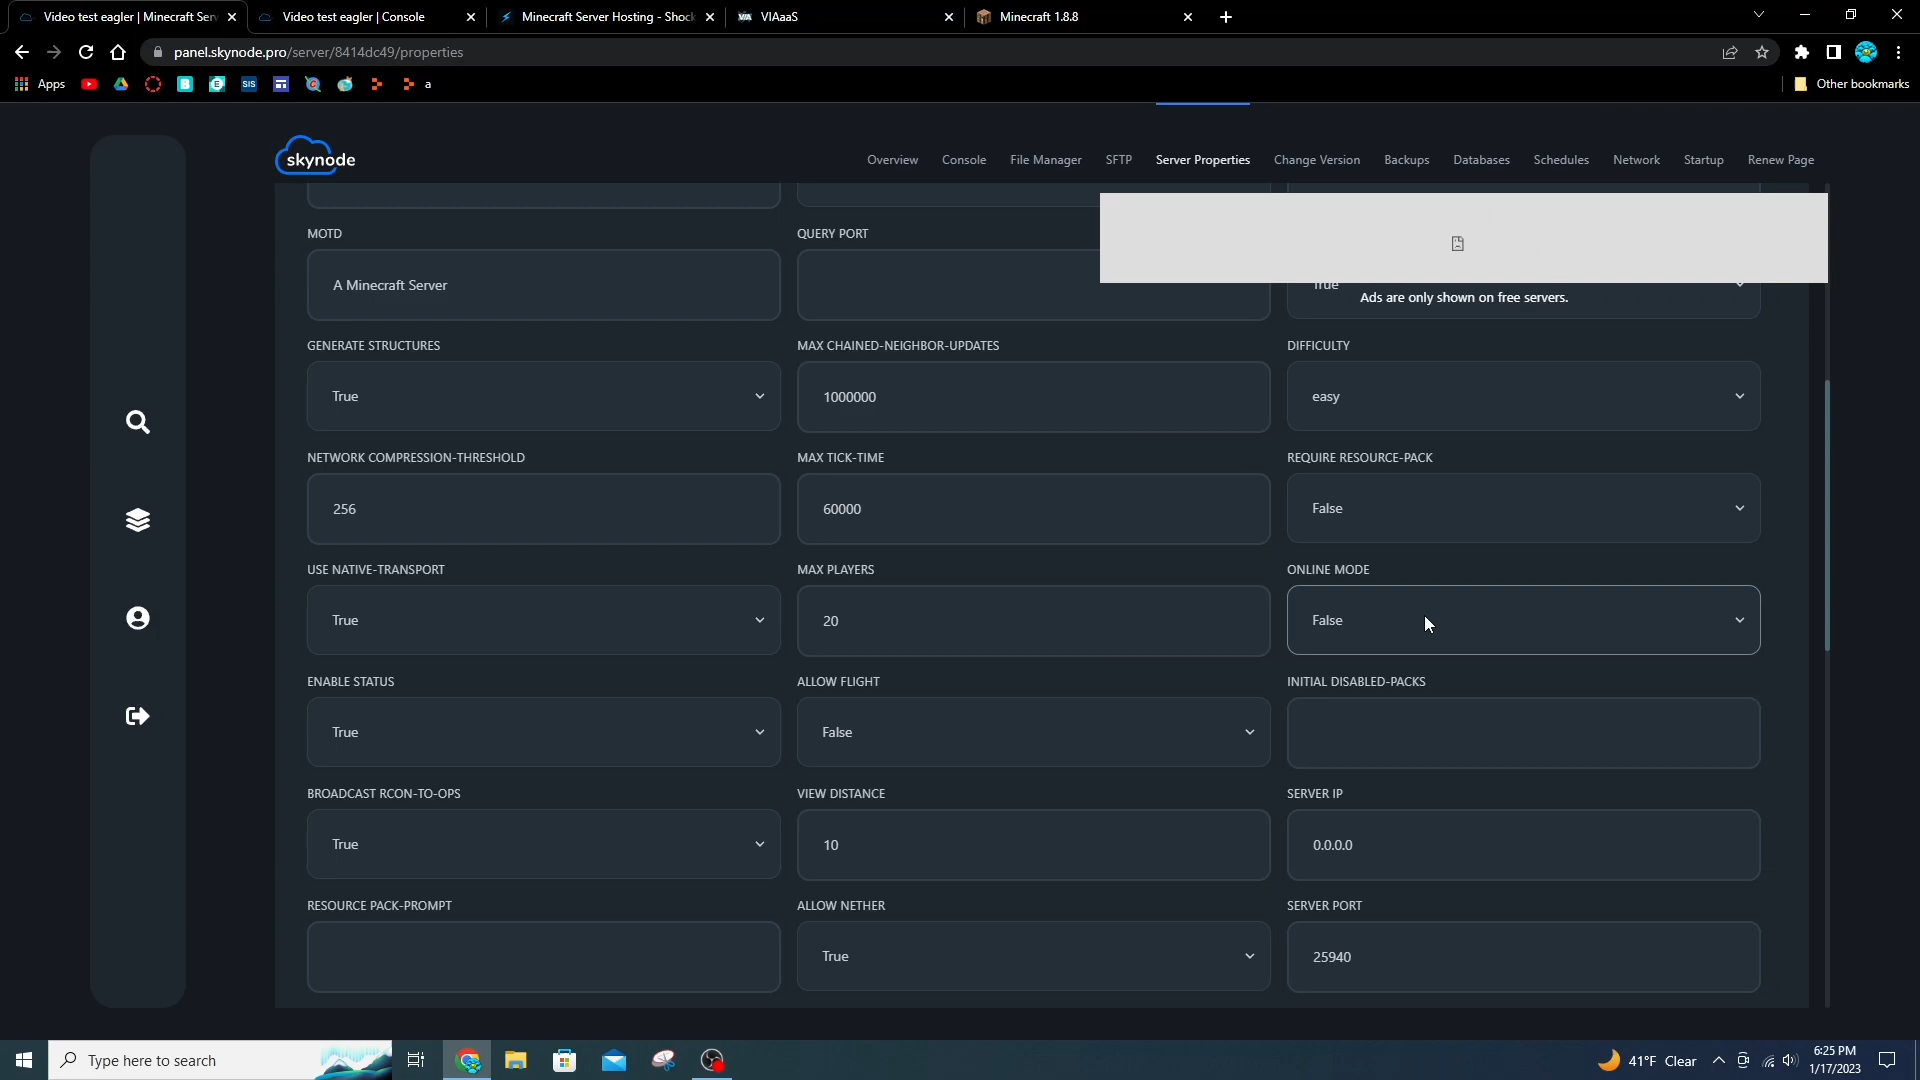 Video test eagler | Minecraft Serv
Video test eagler | Console
Minecraft Server Hosting - Shock
VIAaaS
Minecraft 1.8.8
panel.skynode.pro/server/8414dc49/properties
Apps
SIS
a
Other bookmarks
skynode
Overview
Console
File Manager
SFTP
Server Properties
Change Version
Backups
Databases
Schedules
Network
Startup
Renew Page
MOTD
QUERY PORT
A Minecraft Server
True
Ads are only shown on free servers.
GENERATE STRUCTURES
MAX CHAINED-NEIGHBOR-UPDATES
DIFFICULTY
True
1000000
easy
NETWORK COMPRESSION-THRESHOLD
MAX TICK-TIME
REQUIRE RESOURCE-PACK
256
60000
False
USE NATIVE-TRANSPORT
MAX PLAYERS
ONLINE MODE
True
20
False
ENABLE STATUS
ALLOW FLIGHT
INITIAL DISABLED-PACKS
True
False
BROADCAST RCON-TO-OPS
VIEW DISTANCE
SERVER IP
True
10
0.0.0.0
RESOURCE PACK-PROMPT
ALLOW NETHER
SERVER PORT
True
25940
Type here to search
41°F Clear
6:25 PM
1/17/2023